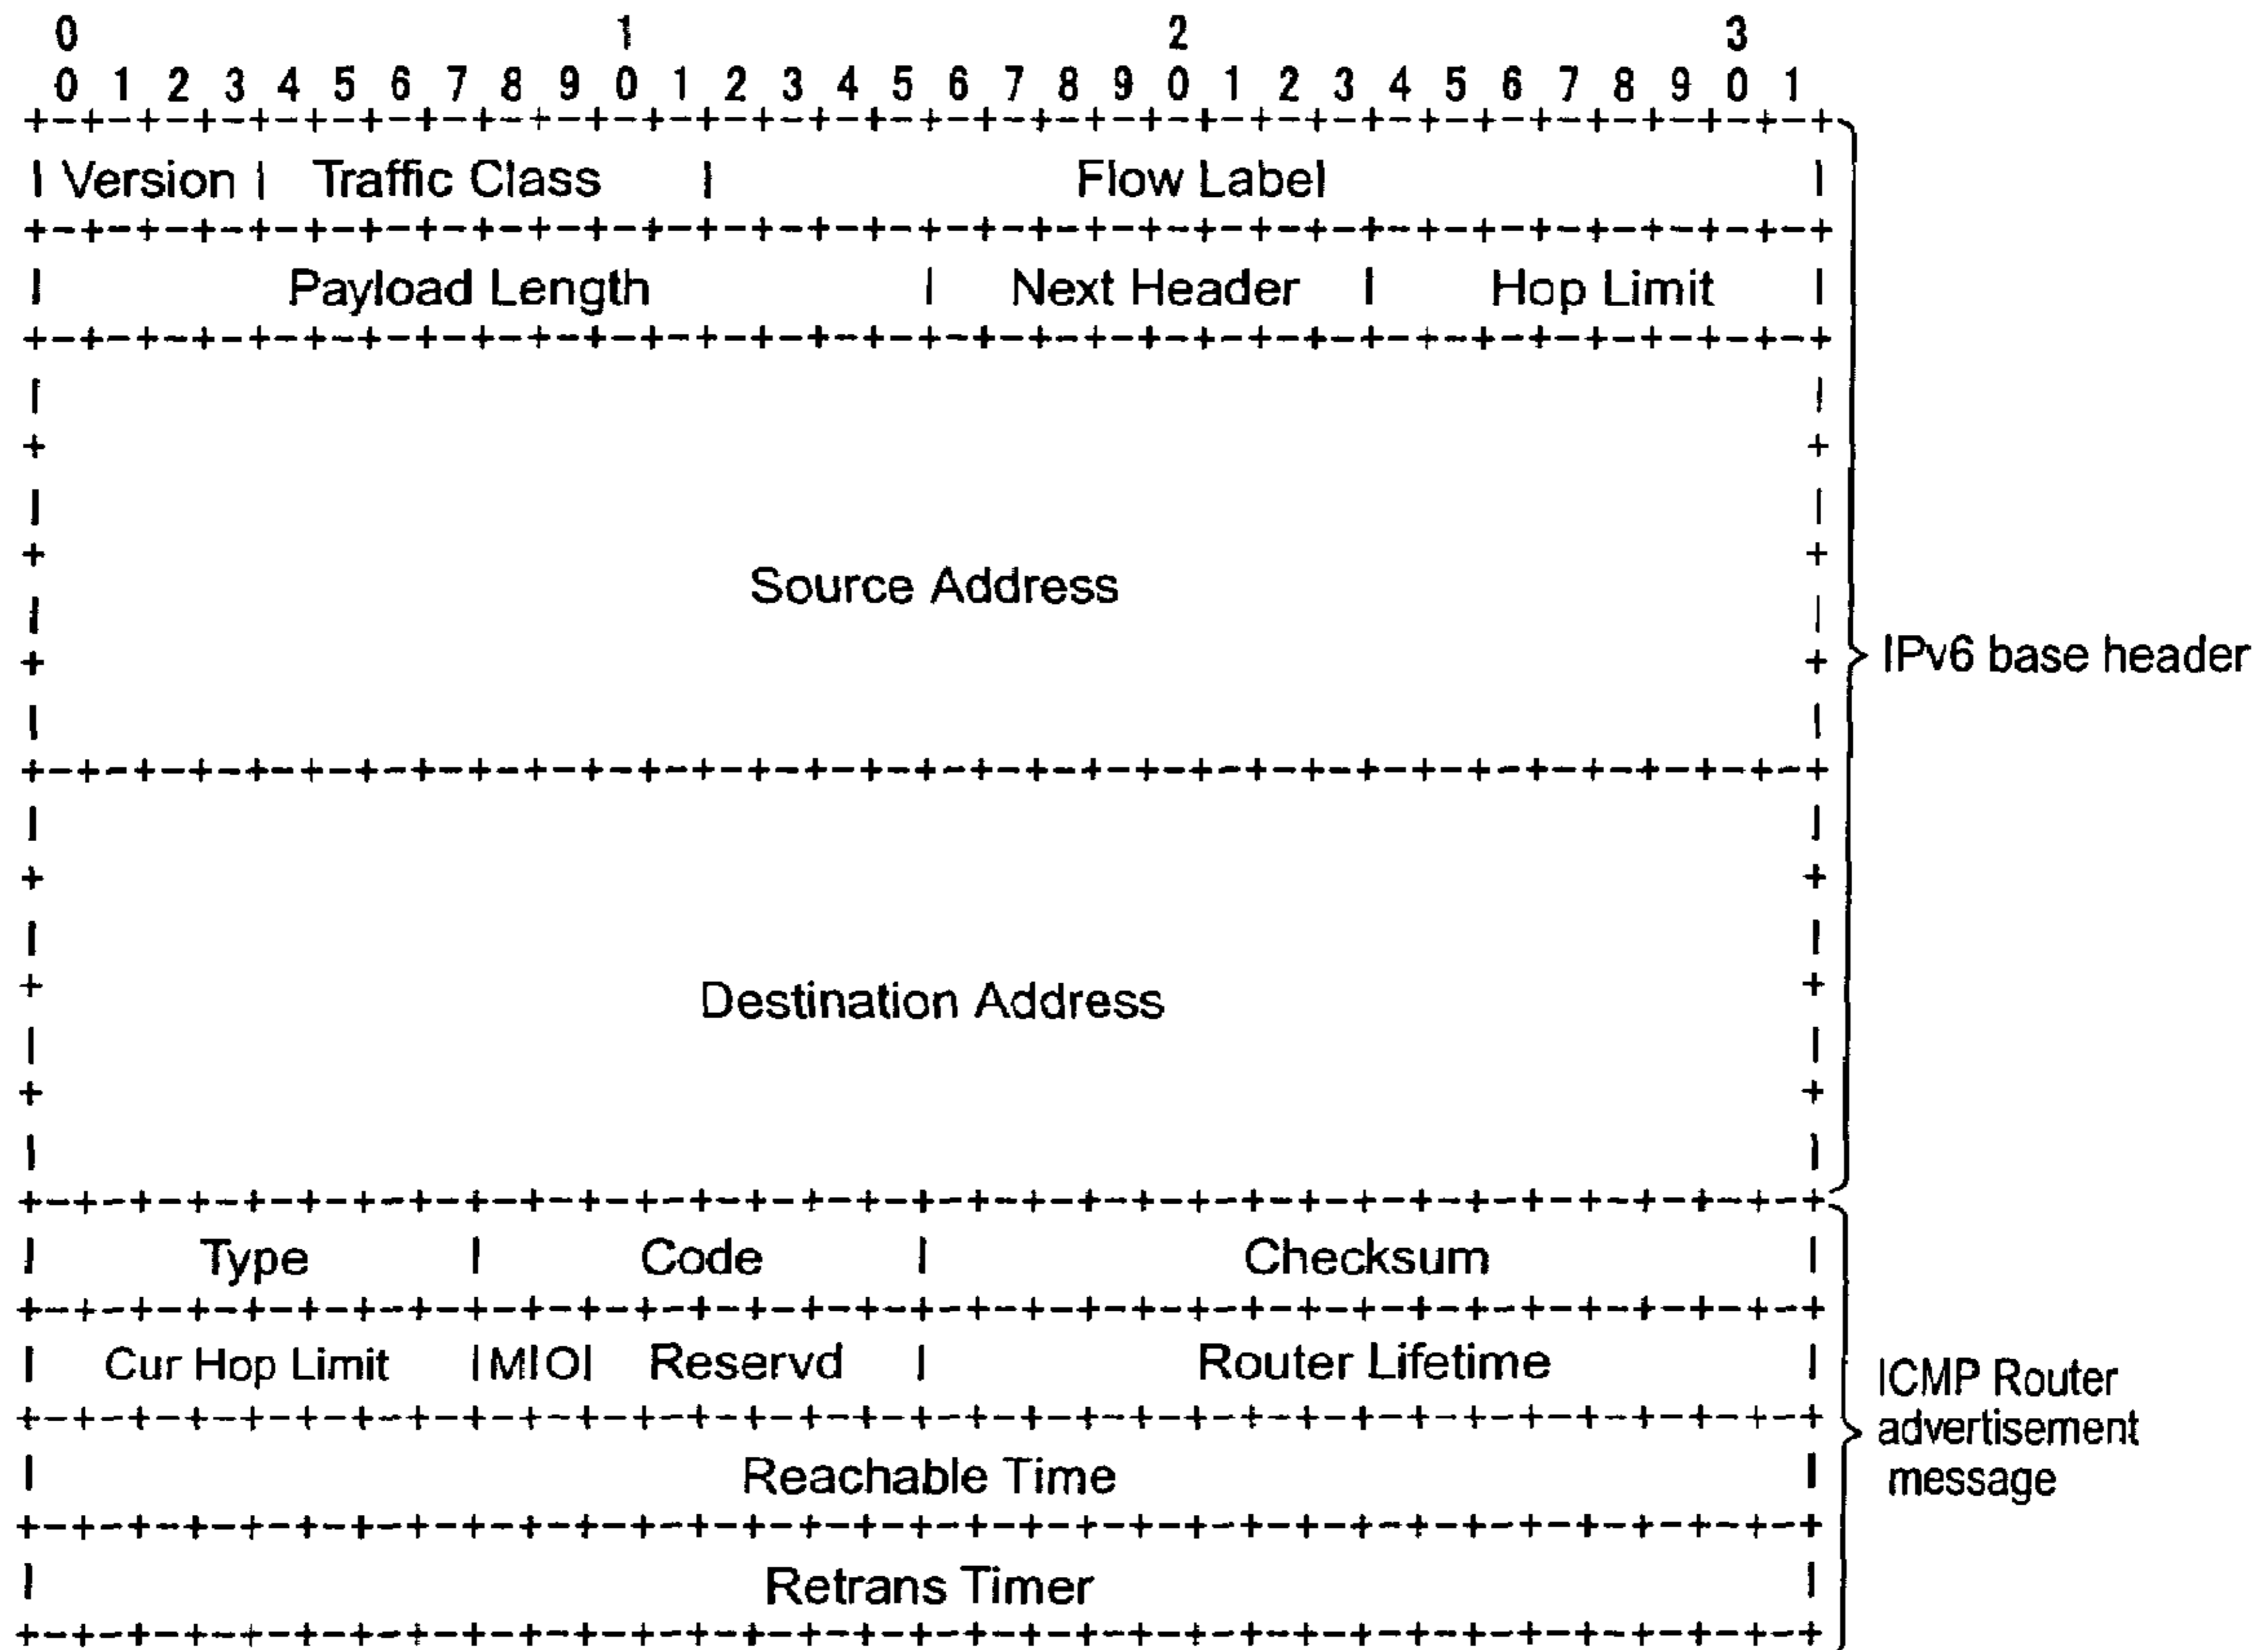 0 1 2 3
0 1 2 3 4 5 6 7 8 9 0 1 2 3 4 5 6 7 8 9 0 1 2 3 4 5 6 7 8 9 0 1
+-+-+-+-+-+-+-+-+-+-+-+-+-+-+-+-+-+-+-+-+-+-+-+-+-+-+-+-+-+-+-+-+
| Version | Traffic Class | Flow Label |
+-+-+-+-+-+-+-+-+-+-+-+-+-+-+-+-+-+-+-+-+-+-+-+-+-+-+-+-+-+-+-+-+
| Payload Length | Next Header | Hop Limit |
+-+-+-+-+-+-+-+-+-+-+-+-+-+-+-+-+-+-+-+-+-+-+-+-+-+-+-+-+-+-+-+-+
Source Address
IPv6 base header
+-+-+-+-+-+-+-+-+-+-+-+-+-+-+-+-+-+-+-+-+-+-+-+-+-+-+-+-+-+-+-+-+
Destination Address
+-+-+-+-+-+-+-+-+-+-+-+-+-+-+-+-+-+-+-+-+-+-+-+-+-+-+-+-+-+-+-+-+
| Type | Code | Checksum |
+-+-+-+-+-+-+-+-+-+-+-+-+-+-+-+-+-+-+-+-+-+-+-+-+-+-+-+-+-+-+-+-+
| Cur Hop Limit |M|O| Reservd | Router Lifetime |
+-+-+-+-+-+-+-+-+-+-+-+-+-+-+-+-+-+-+-+-+-+-+-+-+-+-+-+-+-+-+-+-+
| Reachable Time |
+-+-+-+-+-+-+-+-+-+-+-+-+-+-+-+-+-+-+-+-+-+-+-+-+-+-+-+-+-+-+-+-+
| Retrans Timer |
+-+-+-+-+-+-+-+-+-+-+-+-+-+-+-+-+-+-+-+-+-+-+-+-+-+-+-+-+-+-+-+-+
ICMP Router
advertisement
message